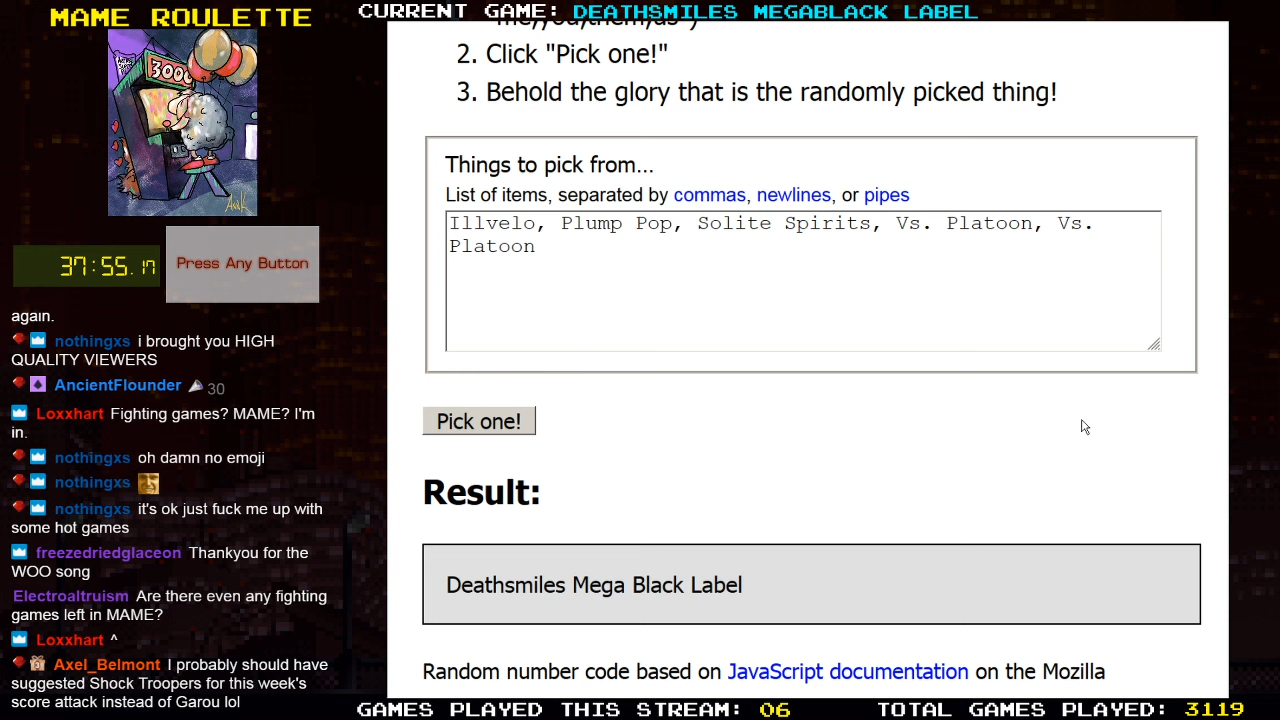 MAME ROULETTE
CURRENT GAME: DEATHSMILES MEGABLACK LABEL
3000
37:55.17
Press Any Button
again.
nothingxs i brought you HIGH
QUALITY VIEWERS
AncientFlounder 30
Loxxhart Fighting games? MAME? I'm
in.
nothingxs oh damn no emoji
nothingxs
nothingxs it's ok just fuck me up with
some hot games
freezedriedglaceon Thankyou for the
WOO song
Electroaltruism Are there even any fighting
games left in MAME?
Loxxhart ^
Axel_Belmont I probably should have
suggested Shock Troopers for this week's
score attack instead of Garou lol
2. Click "Pick one!"
3. Behold the glory that is the randomly picked thing!
Things to pick from...
List of items, separated by commas, newlines, or pipes
Illvelo, Plump Pop, Solite Spirits, Vs. Platoon, Vs.
Platoon
Pick one!
Result:
Deathsmiles Mega Black Label
Random number code based on JavaScript documentation on the Mozilla
GAMES PLAYED THIS STREAM: 06
TOTAL GAMES PLAYED: 3119